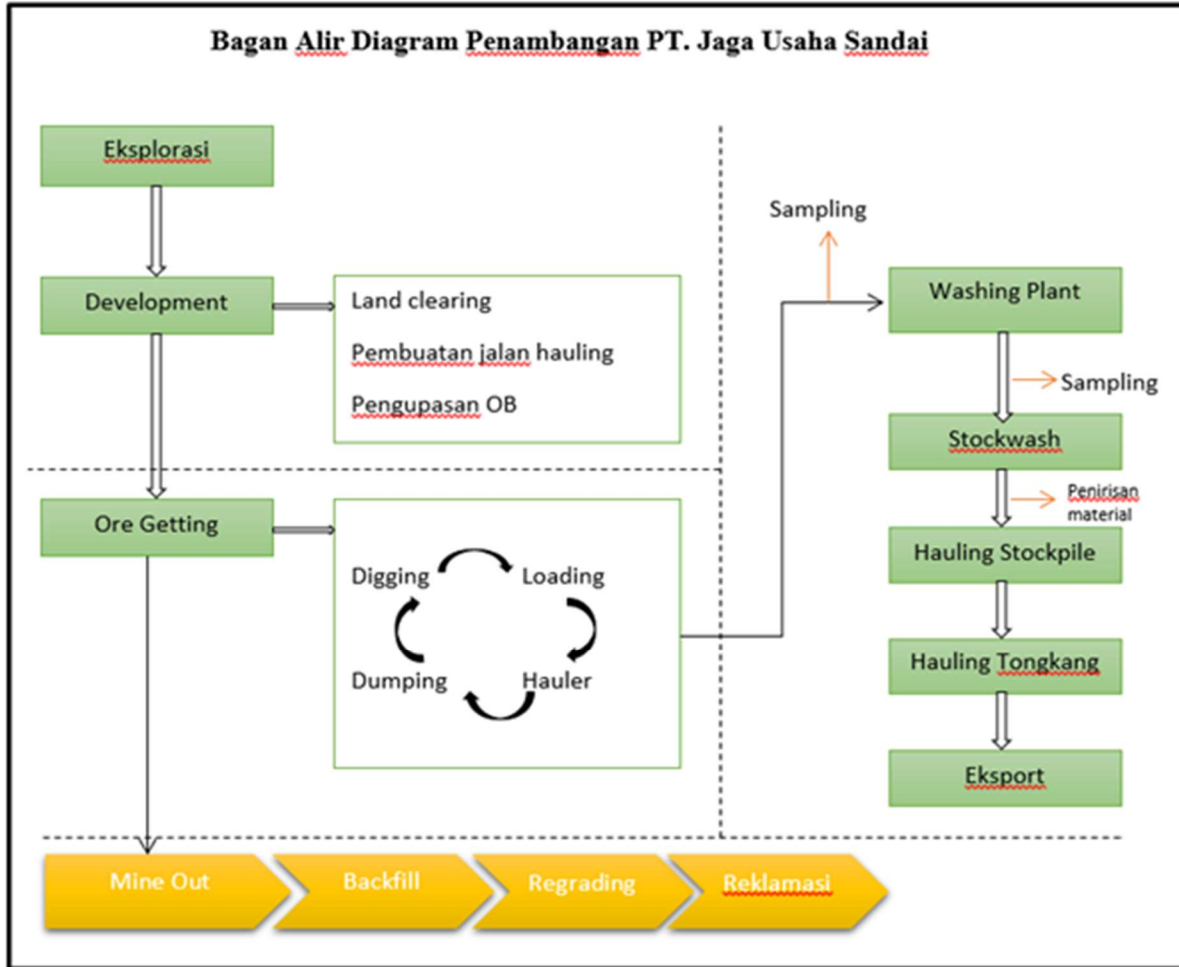 Bagan Alir Diagram Penambangan PT. Jaga Usaha Sandai
Eksplorasi
Development
Land clearing
Pembuatan jalan hauling
Pengupasan OB
Ore Getting
Digging
Loading
Dumping
Hauler
Sampling
Washing Plant
Sampling
Stockwash
Penirisan
material
Hauling Stockpile
Hauling Tongkang
Eksport
Mine Out
Backfill
Regrading
Reklamasi